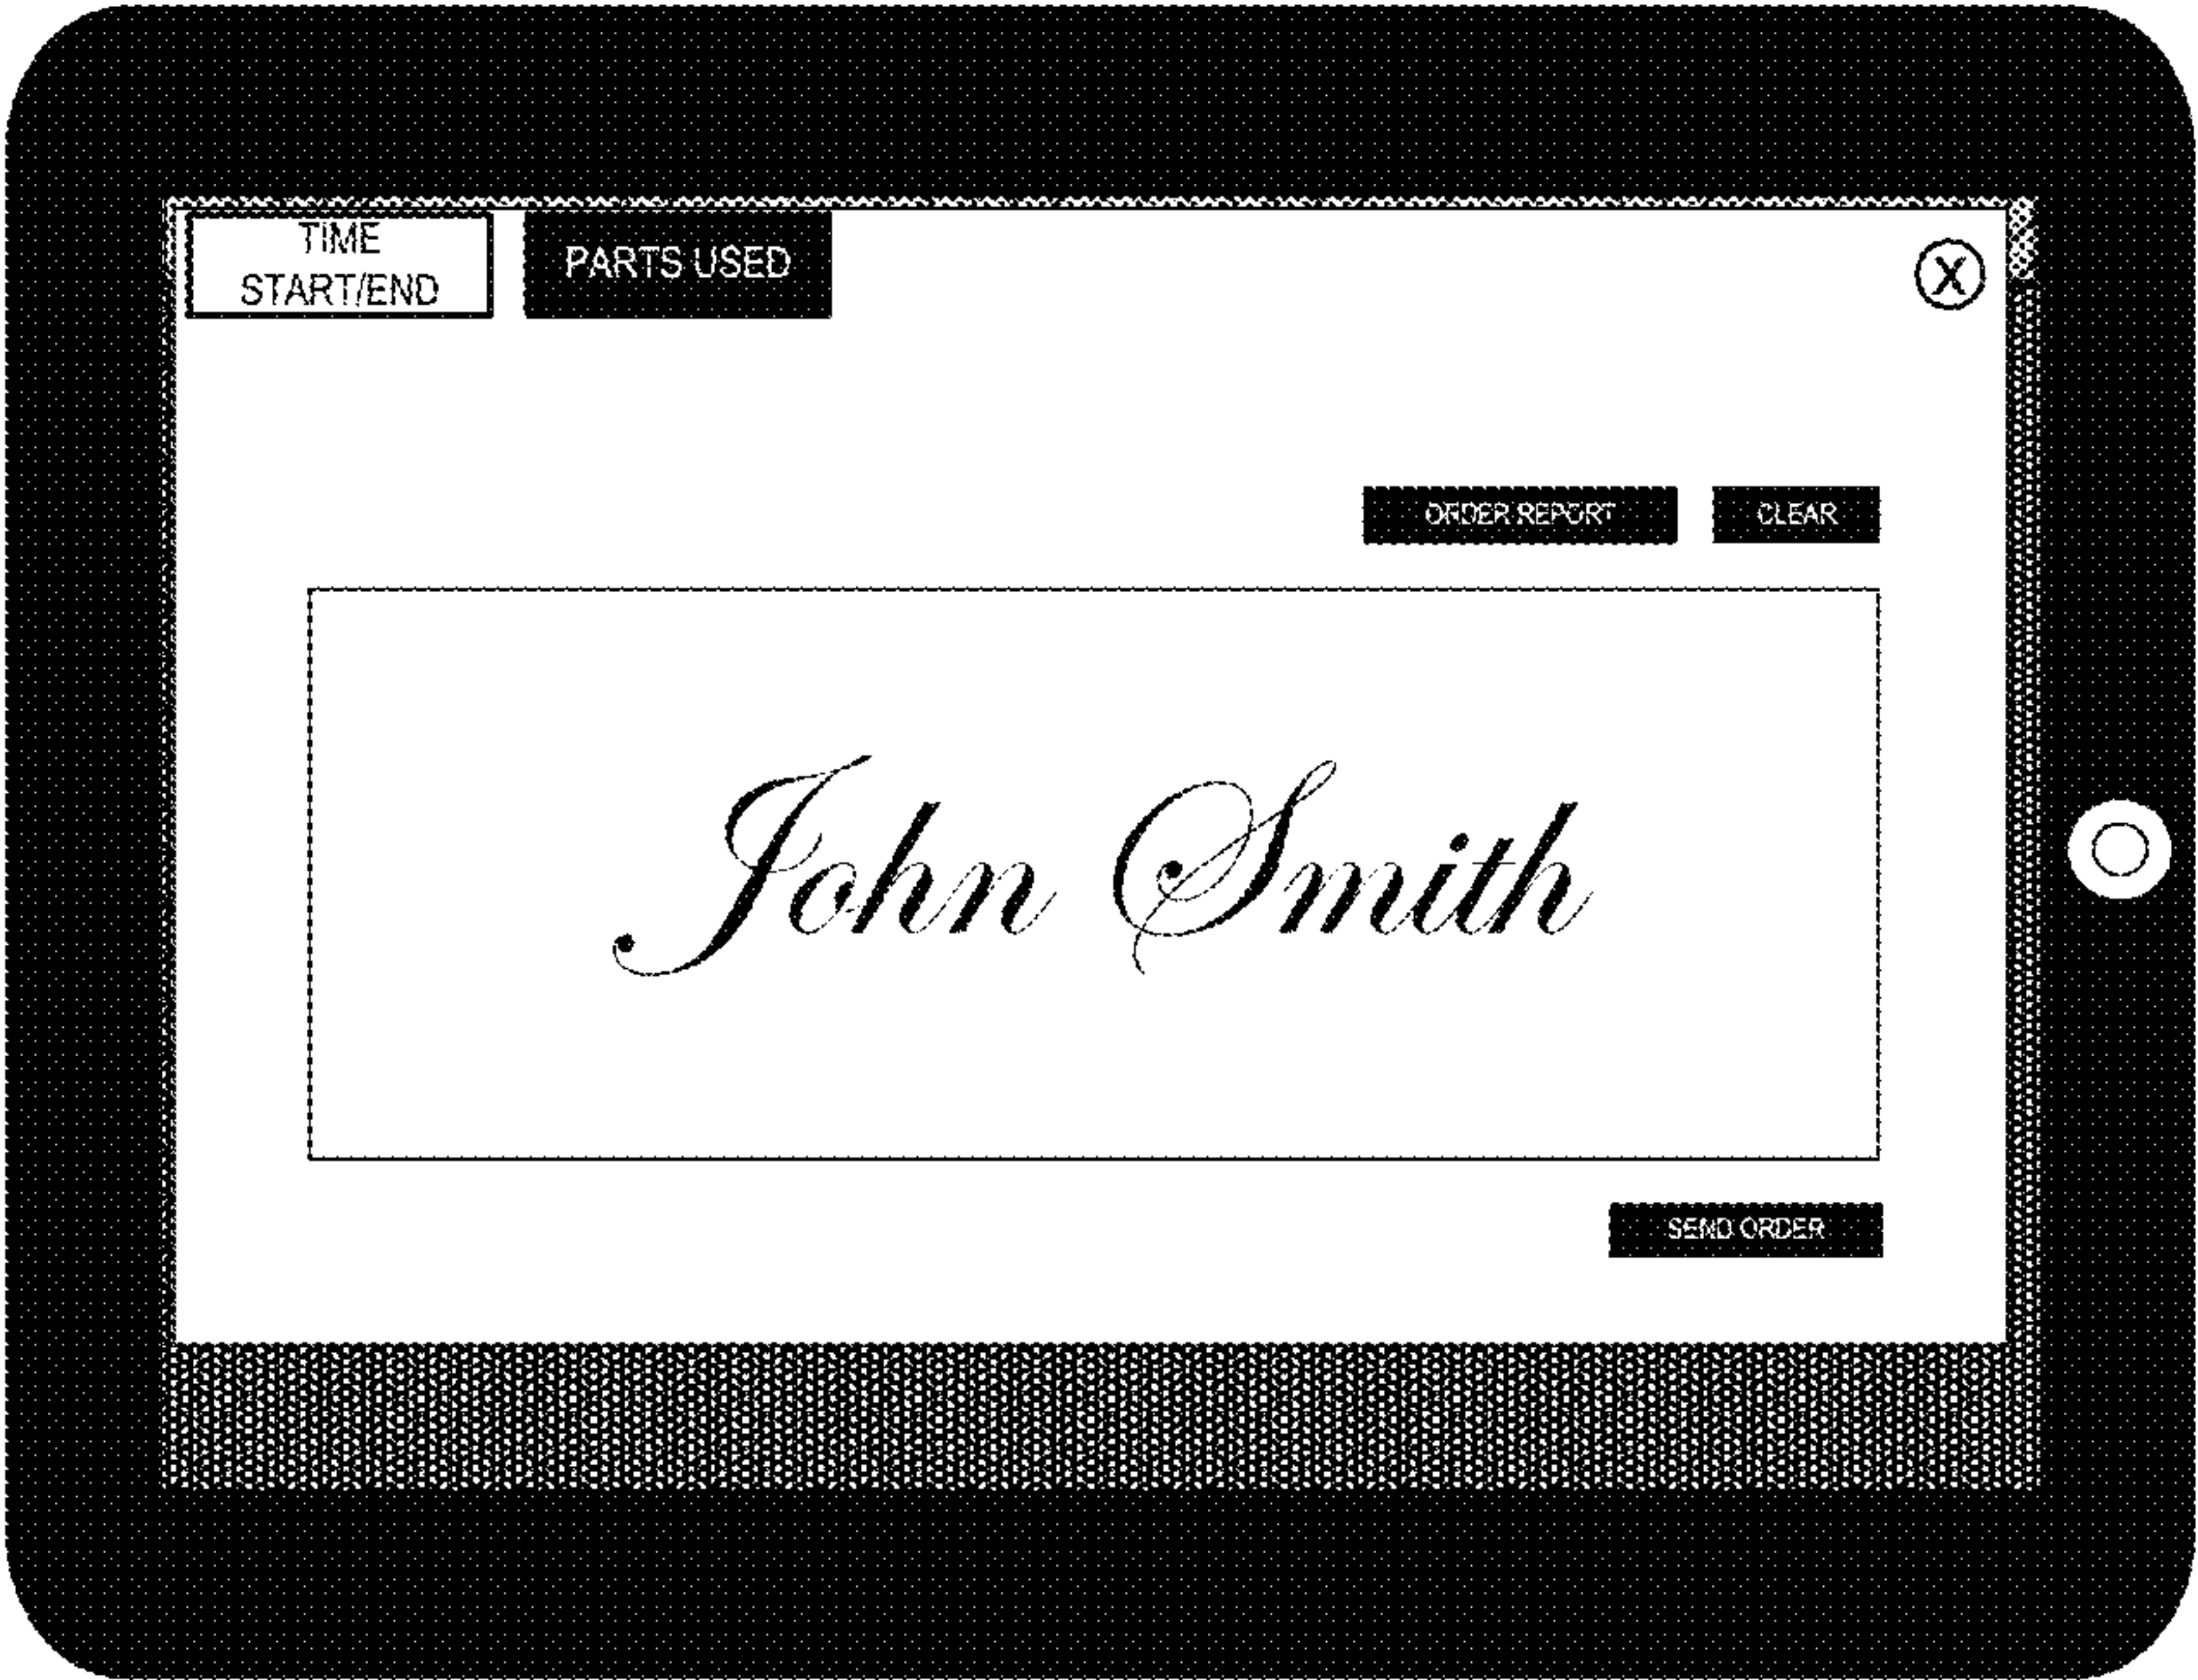 TIME
START/END
PARTS USED
X
ORDER REPORT
CLEAR
John Smith
SEND ORDER